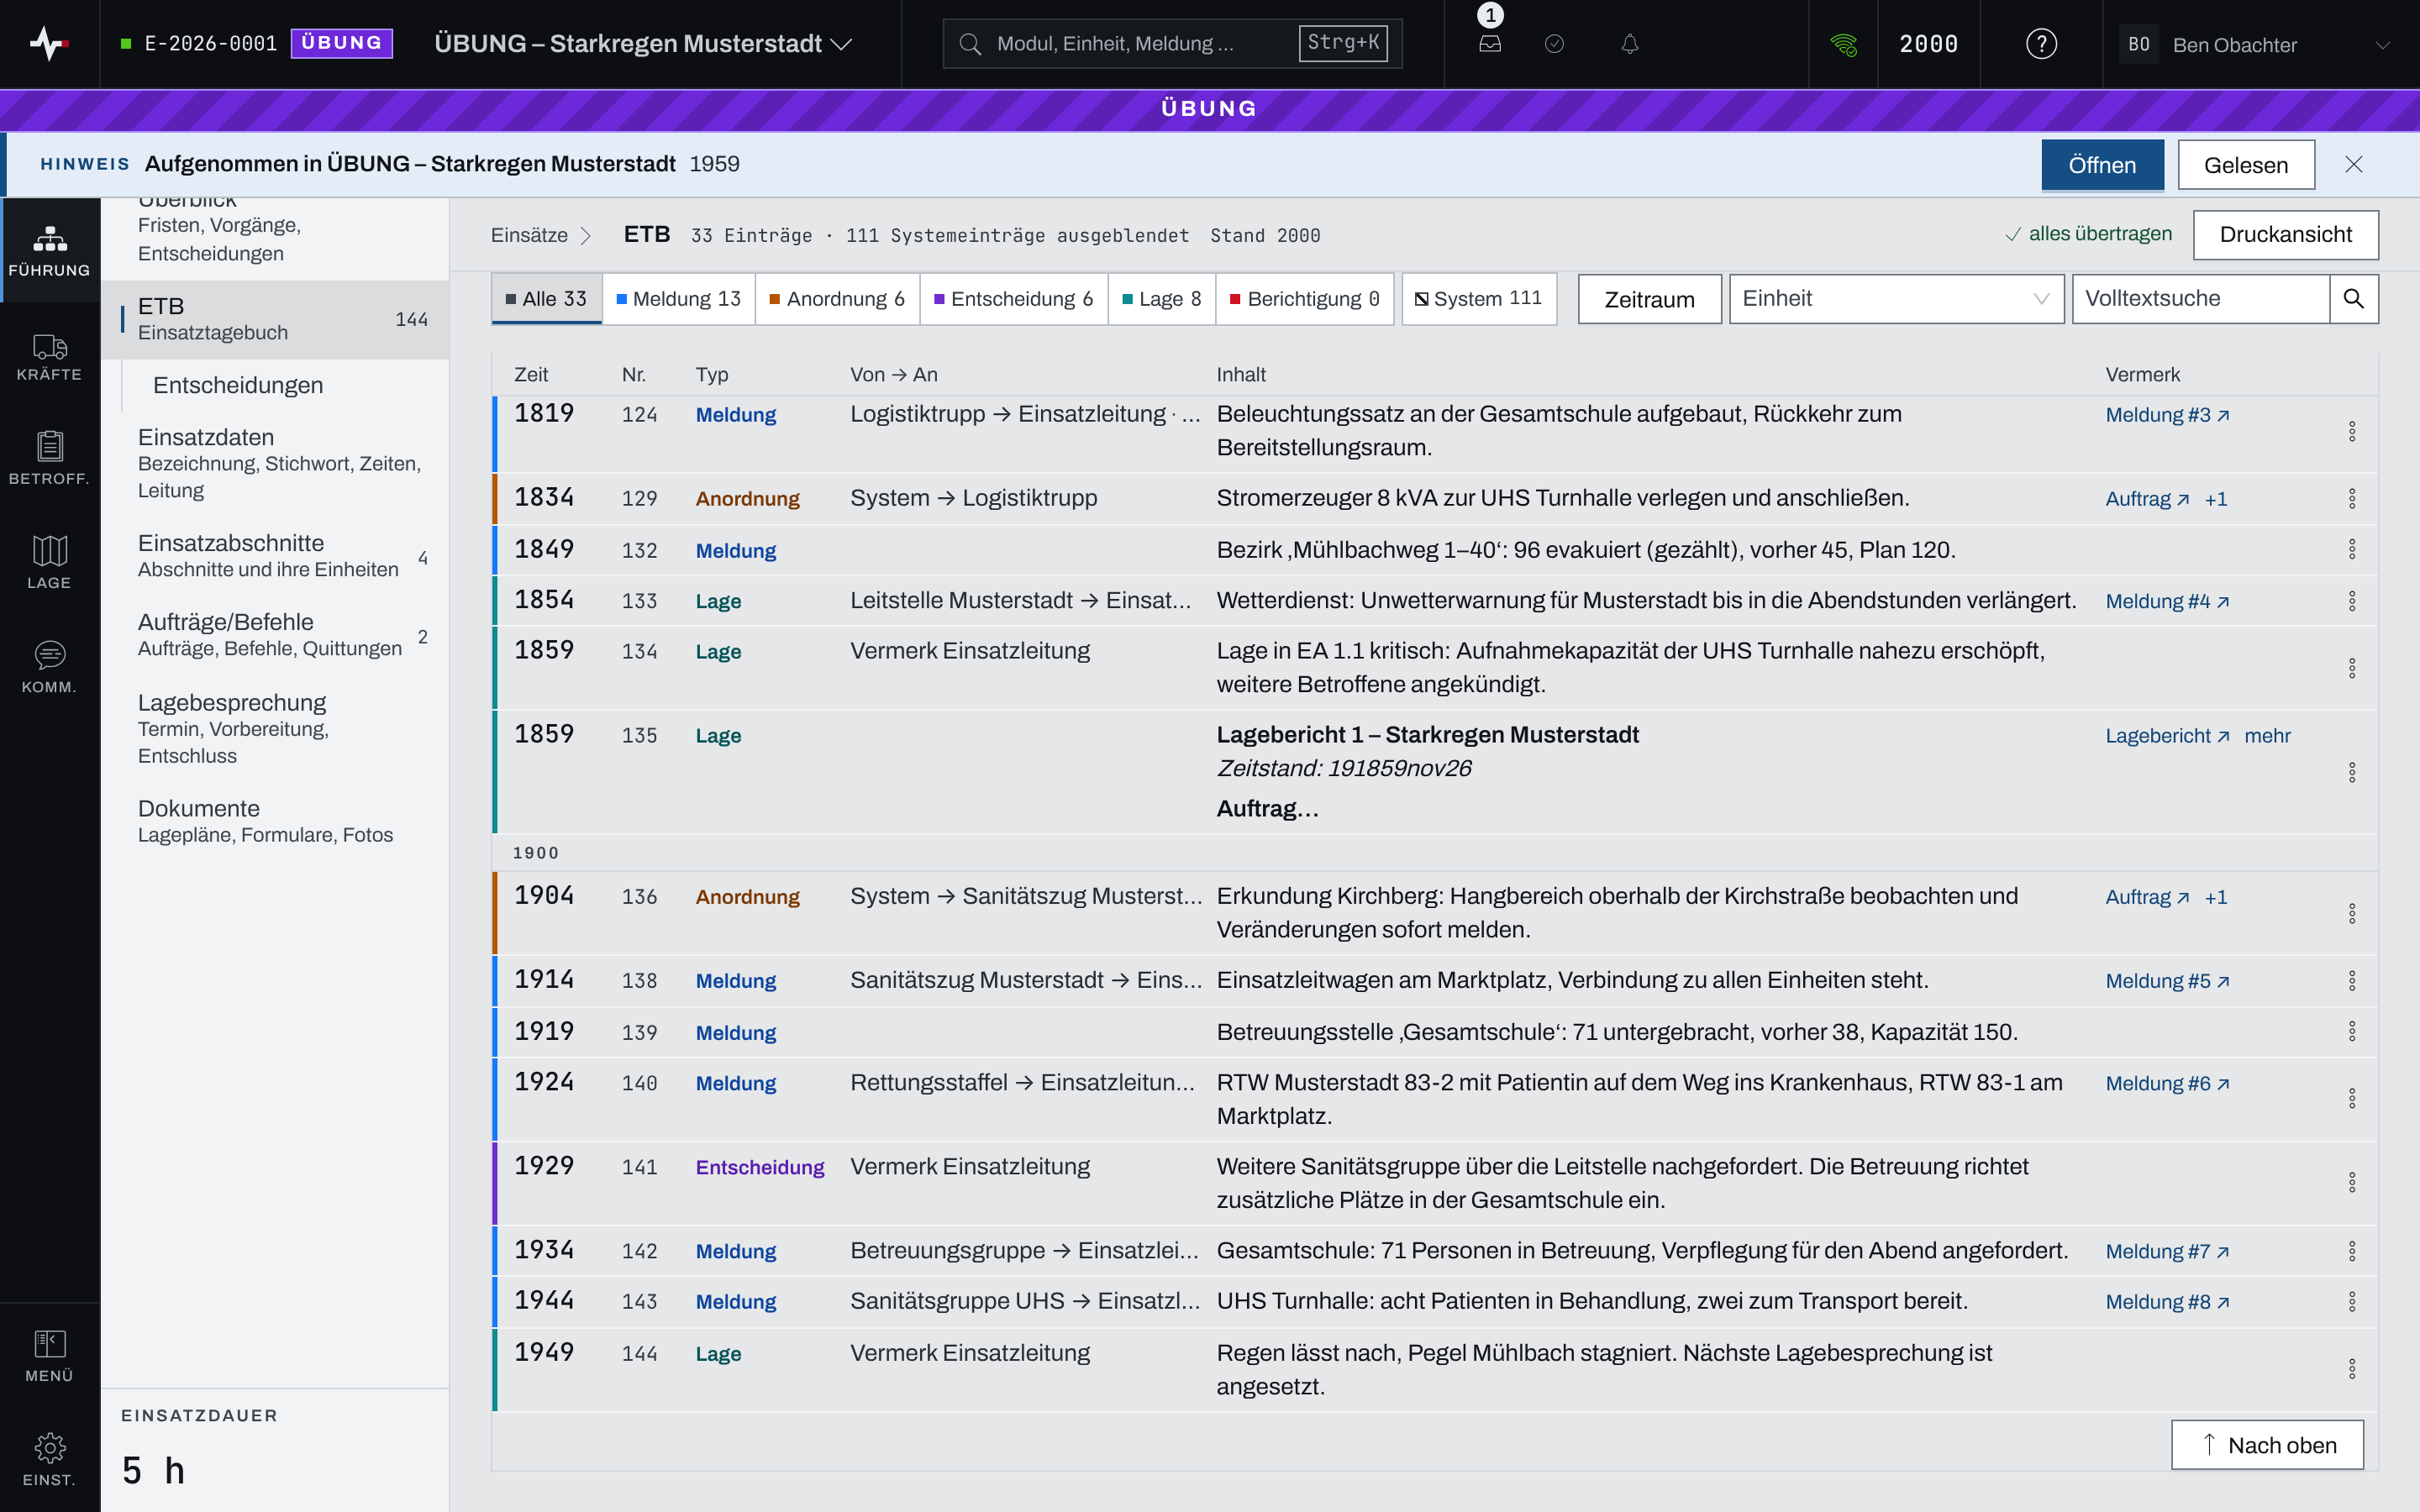 E-2026-0001 ÜBUNG ÜBUNG – Starkregen Musterstadt Modul, Einheit, Meldung ... Strg+K 1 2000 ? BO Ben Obachter
ÜBUNG
HINWEIS Aufgenommen in ÜBUNG – Starkregen Musterstadt 1959 Öffnen Gelesen
FÜHRUNG
KRÄFTE
BETROFF.
LAGE
KOMM.
MENÜ
EINST.
Überblick
Fristen, Vorgänge,
Entscheidungen
ETB
Einsatztagebuch 144
Entscheidungen
Einsatzdaten
Bezeichnung, Stichwort, Zeiten,
Leitung
Einsatzabschnitte
Abschnitte und ihre Einheiten 4
Aufträge/Befehle
Aufträge, Befehle, Quittungen 2
Lagebesprechung
Termin, Vorbereitung,
Entschluss
Dokumente
Lagepläne, Formulare, Fotos
EINSATZDAUER
5 h
Einsätze ETB 33 Einträge · 111 Systemeinträge ausgeblendet Stand 2000 alles übertragen Druckansicht
Alle 33 Meldung 13 Anordnung 6 Entscheidung 6 Lage 8 Berichtigung 0 System 111 Zeitraum Einheit Volltextsuche
Zeit Nr. Typ Von → An Inhalt Vermerk
1819 124 Meldung Logistiktrupp → Einsatzleitung · ... Beleuchtungssatz an der Gesamtschule aufgebaut, Rückkehr zum Meldung #3 ↗
Bereitstellungsraum.
1834 129 Anordnung System → Logistiktrupp Stromerzeuger 8 kVA zur UHS Turnhalle verlegen und anschließen. Auftrag ↗ +1
1849 132 Meldung Bezirk ‚Mühlbachweg 1–40‘: 96 evakuiert (gezählt), vorher 45, Plan 120.
1854 133 Lage Leitstelle Musterstadt → Einsat... Wetterdienst: Unwetterwarnung für Musterstadt bis in die Abendstunden verlängert. Meldung #4 ↗
1859 134 Lage Vermerk Einsatzleitung Lage in EA 1.1 kritisch: Aufnahmekapazität der UHS Turnhalle nahezu erschöpft,
weitere Betroffene angekündigt.
1859 135 Lage Lagebericht 1 – Starkregen Musterstadt Lagebericht ↗ mehr
Zeitstand: 191859nov26
Auftrag...
1900
1904 136 Anordnung System → Sanitätszug Musterst... Erkundung Kirchberg: Hangbereich oberhalb der Kirchstraße beobachten und Auftrag ↗ +1
Veränderungen sofort melden.
1914 138 Meldung Sanitätszug Musterstadt → Eins... Einsatzleitwagen am Marktplatz, Verbindung zu allen Einheiten steht. Meldung #5 ↗
1919 139 Meldung Betreuungsstelle ‚Gesamtschule‘: 71 untergebracht, vorher 38, Kapazität 150.
1924 140 Meldung Rettungsstaffel → Einsatzleitun... RTW Musterstadt 83-2 mit Patientin auf dem Weg ins Krankenhaus, RTW 83-1 am Meldung #6 ↗
Marktplatz.
1929 141 Entscheidung Vermerk Einsatzleitung Weitere Sanitätsgruppe über die Leitstelle nachgefordert. Die Betreuung richtet
zusätzliche Plätze in der Gesamtschule ein.
1934 142 Meldung Betreuungsgruppe → Einsatzlei... Gesamtschule: 71 Personen in Betreuung, Verpflegung für den Abend angefordert. Meldung #7 ↗
1944 143 Meldung Sanitätsgruppe UHS → Einsatzl... UHS Turnhalle: acht Patienten in Behandlung, zwei zum Transport bereit. Meldung #8 ↗
1949 144 Lage Vermerk Einsatzleitung Regen lässt nach, Pegel Mühlbach stagniert. Nächste Lagebesprechung ist
angesetzt.
↑ Nach oben